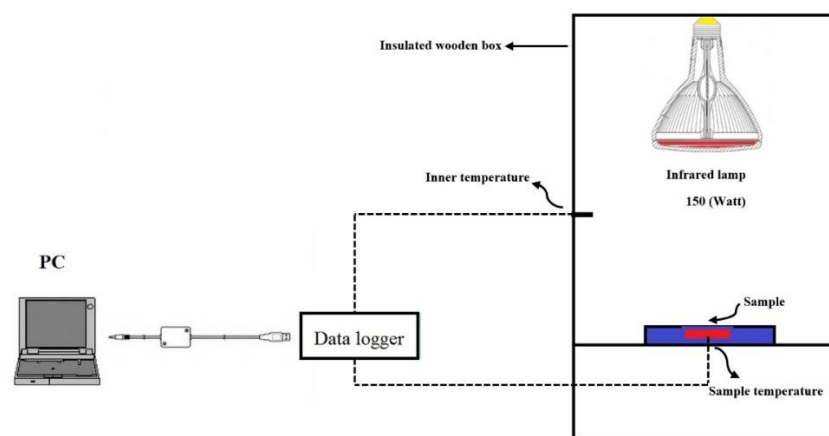 Insulated wooden box
Infrared lamp
150 (Watt)
Inner temperature
PC
Data logger
Sample
Sample temperature